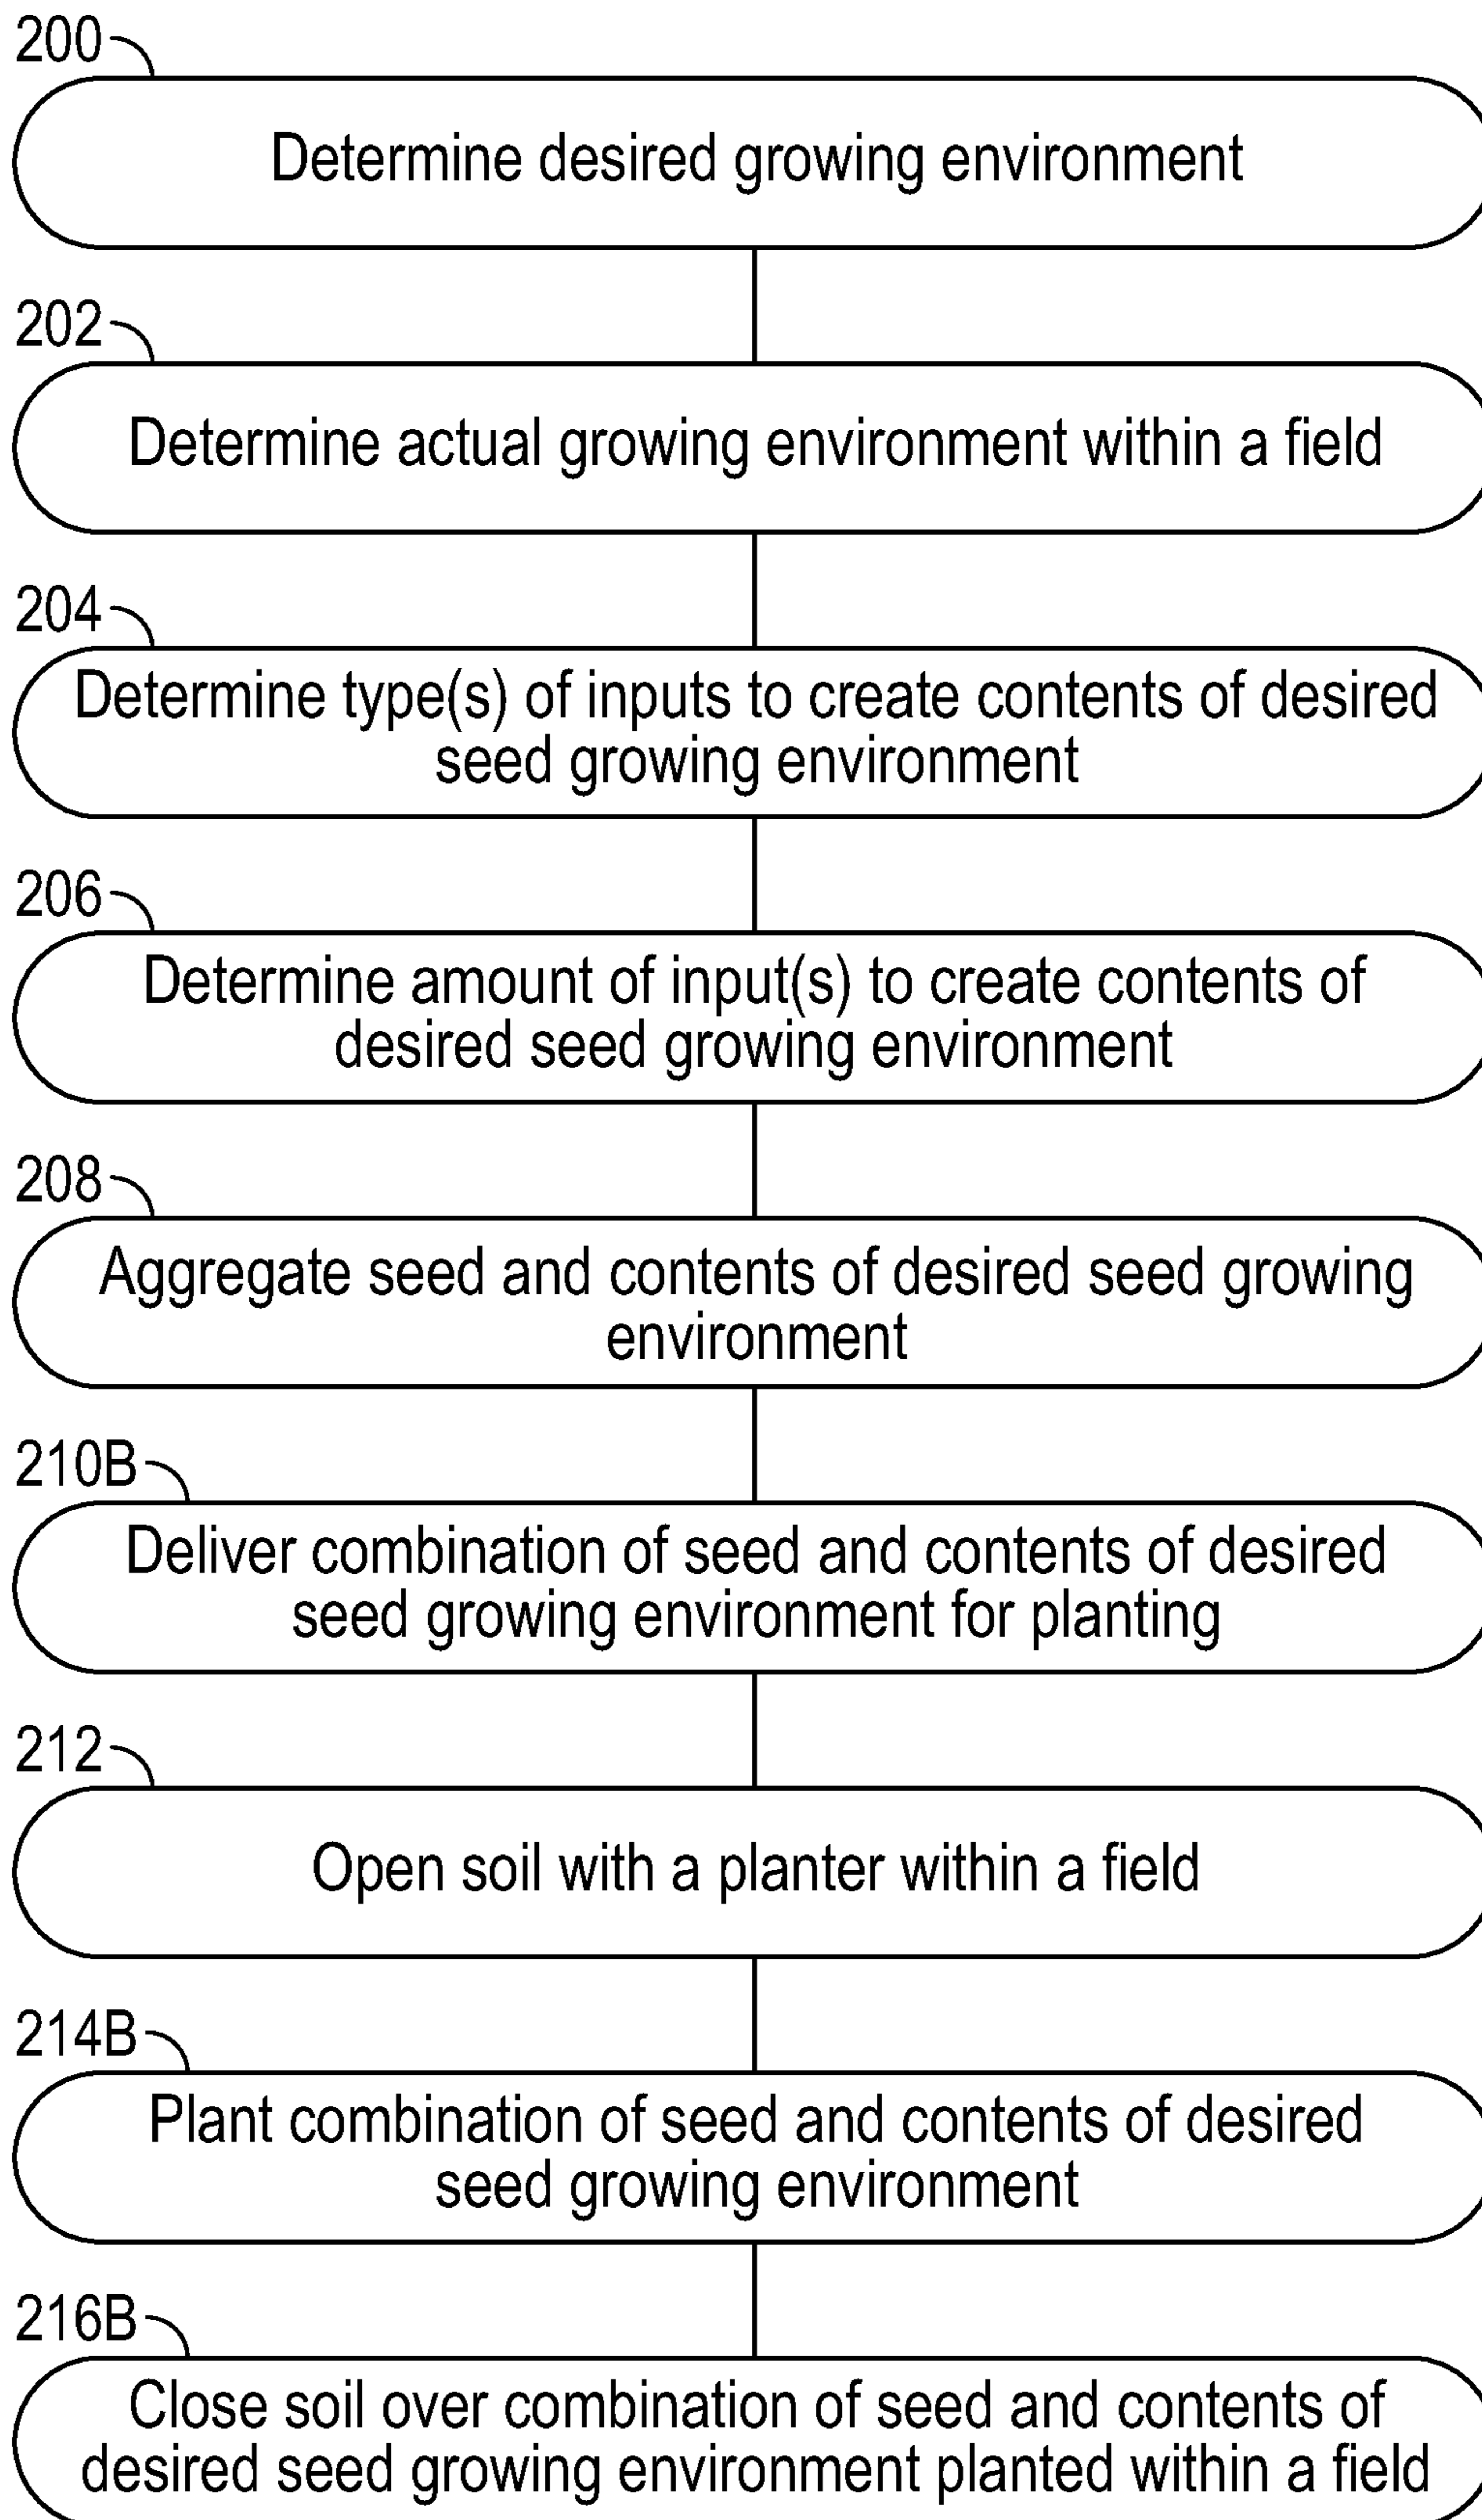 200
Determine desired growing environment
202
Determine actual growing environment within a field
204
Determine type(s) of inputs to create contents of desired
seed growing environment
206
Determine amount of input(s) to create contents of
desired seed growing environment
208
Aggregate seed and contents of desired seed growing
environment
210B
Deliver combination of seed and contents of desired
seed growing environment for planting
212
Open soil with a planter within a field
214B
Plant combination of seed and contents of desired
seed growing environment
216B
Close soil over combination of seed and contents of
desired seed growing environment planted within a field